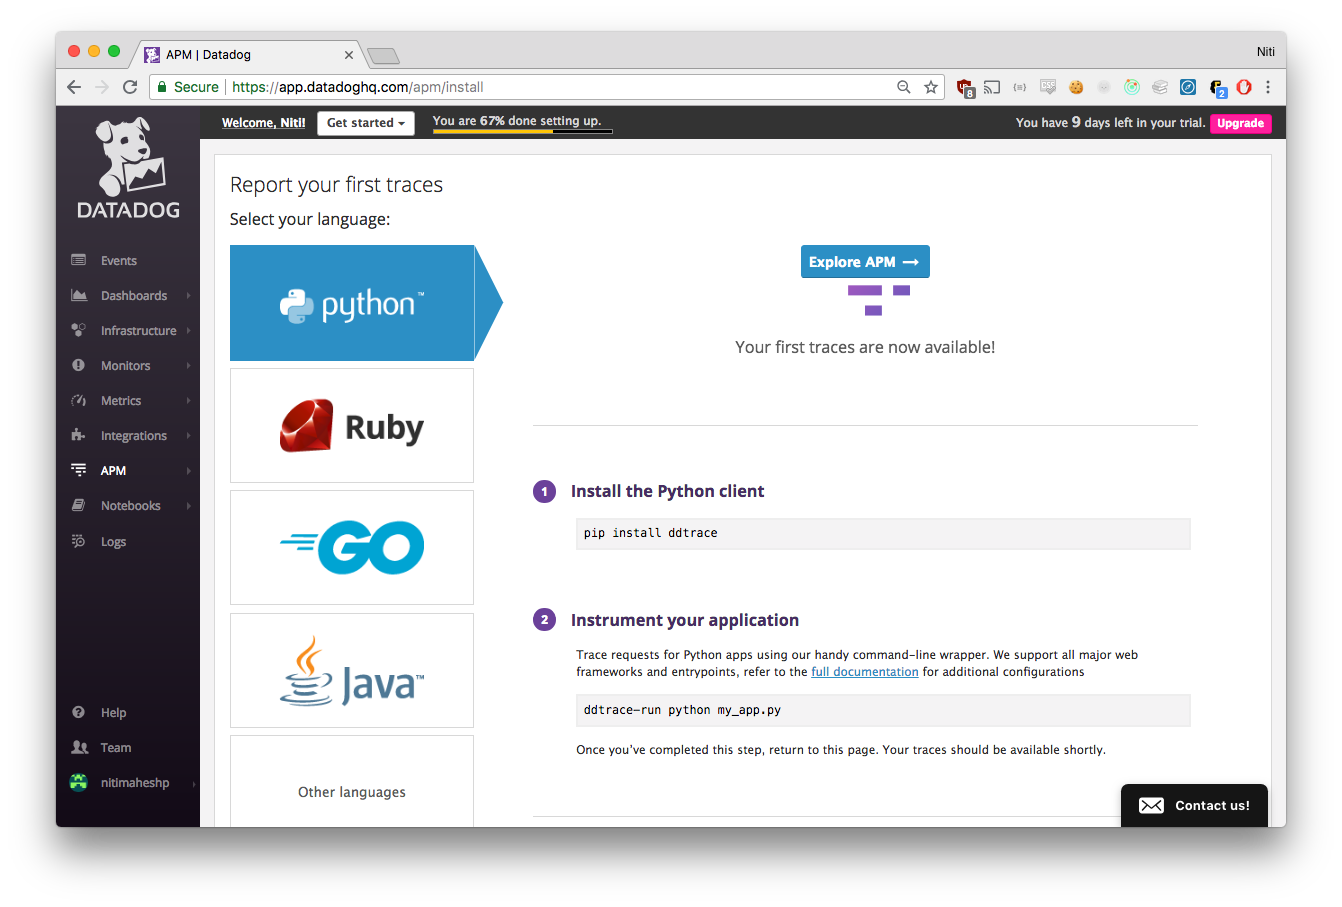 APM | Datadog
Niti
Secure
https://app.datadoghq.com/apm/install
8
2
Welcome, Niti!
Get started
You are 67% done setting up.
You have 9 days left in your trial.
Upgrade
DATADOG
Events
Dashboards
Infrastructure
Monitors
Metrics
Integrations
APM
Notebooks
Logs
Help
Team
nitimaheshp
Report your first traces
Select your language:
python™
Ruby
GO
Java™
Other languages
Explore APM →
Your first traces are now available!
1
Install the Python client
pip install ddtrace
2
Instrument your application
Trace requests for Python apps using our handy command-line wrapper. We support all major web
frameworks and entrypoints, refer to the full documentation for additional configurations
ddtrace-run python my_app.py
Once you've completed this step, return to this page. Your traces should be available shortly.
Contact us!